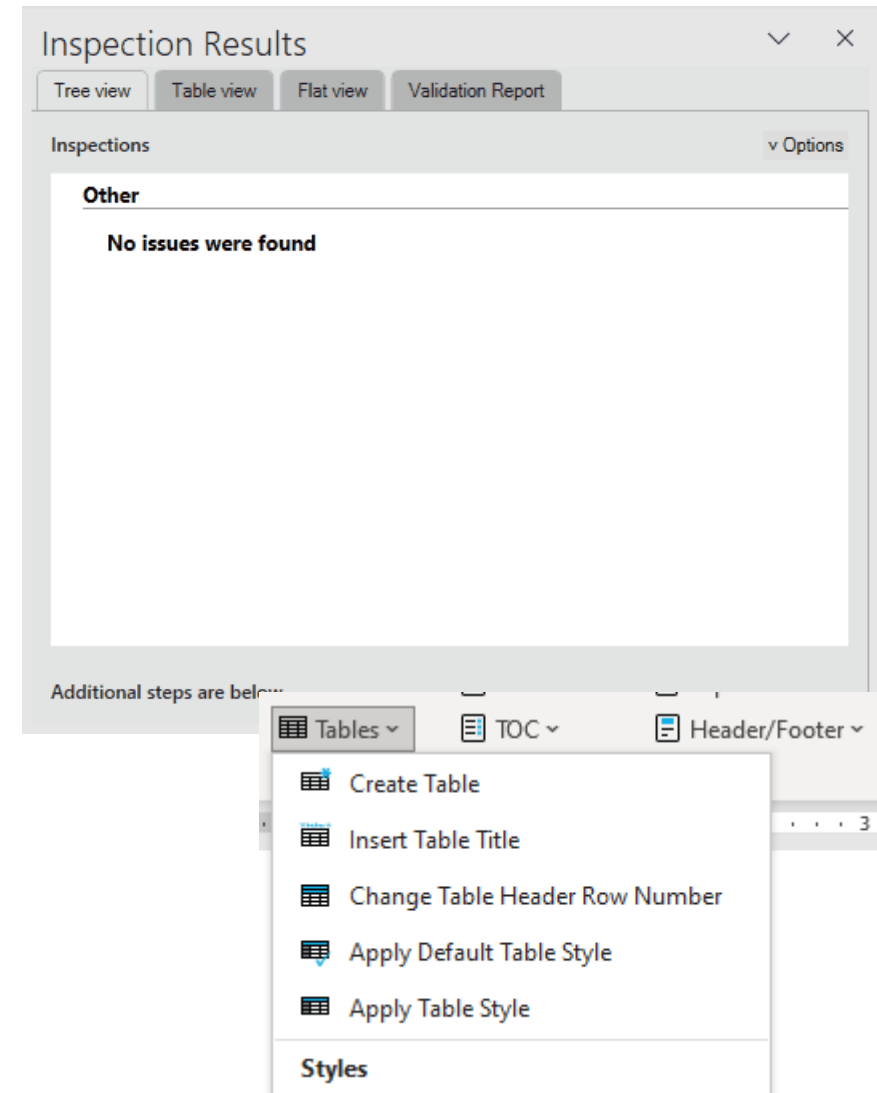 Inspection Results
Tree view Table view Flat view Validation Report
Inspections v Options
Other
No issues were found
Additional steps are below
Tables TOC Header/Footer
Create Table
3
Insert Table Title
Change Table Header Row Number
Apply Default Table Style
Apply Table Style
Styles